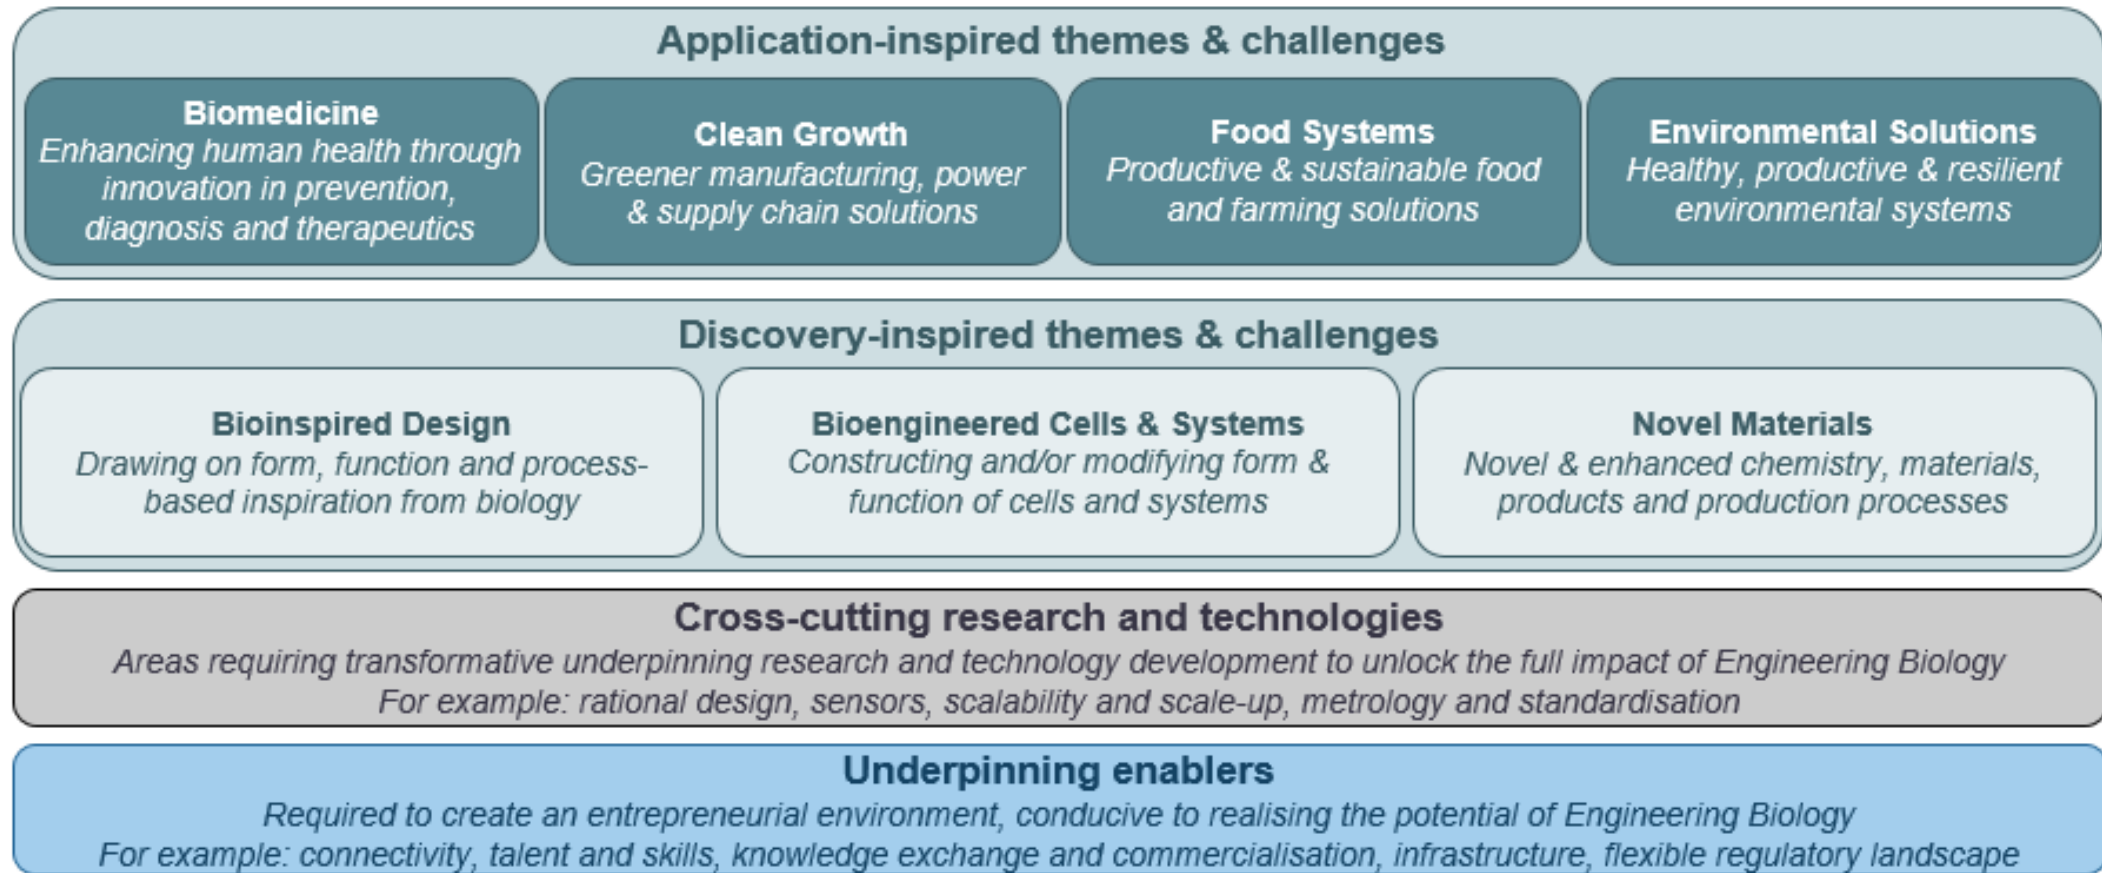 Application-inspired themes & challenges
Biomedicine
Enhancing human health through
innovation in prevention,
diagnosis and therapeutics
Clean Growth
Greener manufacturing, power
& supply chain solutions
Food Systems
Productive & sustainable food
and farming solutions
Environmental Solutions
Healthy, productive & resilient
environmental systems
Discovery-inspired themes & challenges
Bioinspired Design
Drawing on form, function and process-
based inspiration from biology
Bioengineered Cells & Systems
Constructing and/or modifying form &
function of cells and systems
Novel Materials
Novel & enhanced chemistry, materials,
products and production processes
Cross-cutting research and technologies
Areas requiring transformative underpinning research and technology development to unlock the full impact of Engineering Biology
For example: rational design, sensors, scalability and scale-up, metrology and standardisation
Underpinning enablers
Required to create an entrepreneurial environment, conducive to realising the potential of Engineering Biology
For example: connectivity, talent and skills, knowledge exchange and commercialisation, infrastructure, flexible regulatory landscape